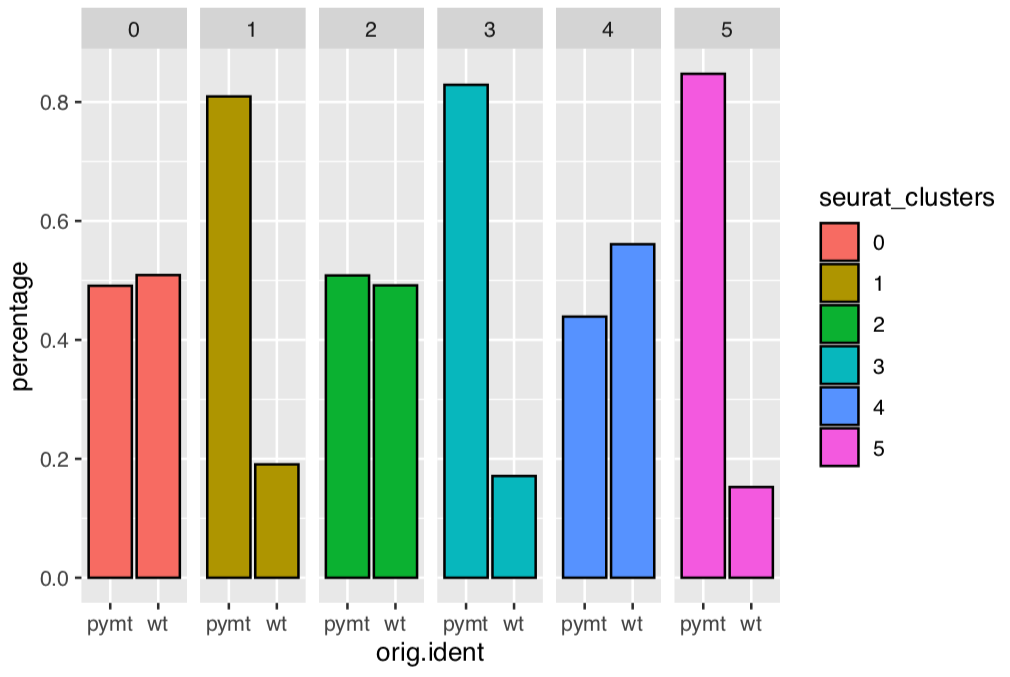 0 1 2 3 4 5
0.8
0.6
0.4
0.2
0.0
percentage
pymt wt pymt wt pymt wt pymt wt pymt wt pymt wt
orig.ident
seurat_clusters
0
1
2
3
4
5